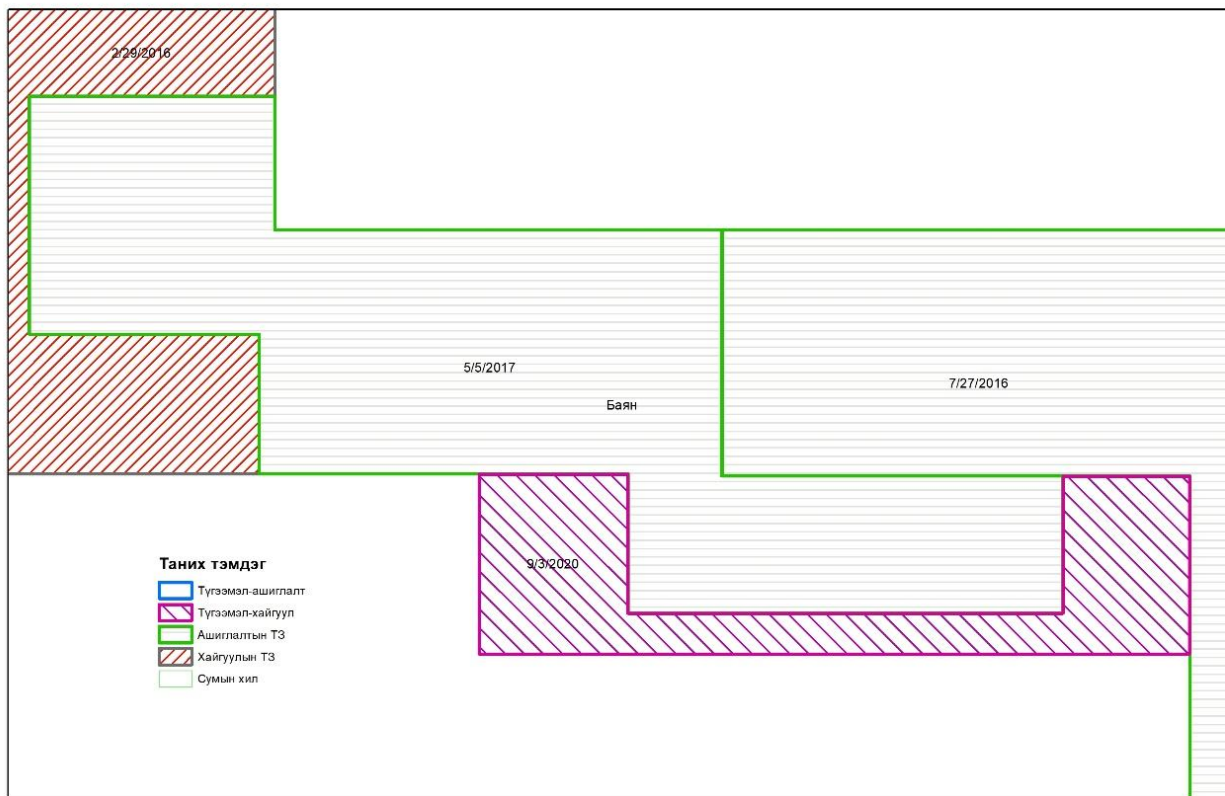 2/29/2016
5/5/2017
7/27/2016
Баян
9/3/2020
Таних тэмдэг
Түгээмэл-ашиглалт
Түгээмэл-хайгуул
Ашиглалтын ТЗ
Хайгуулын ТЗ
Сумын хил